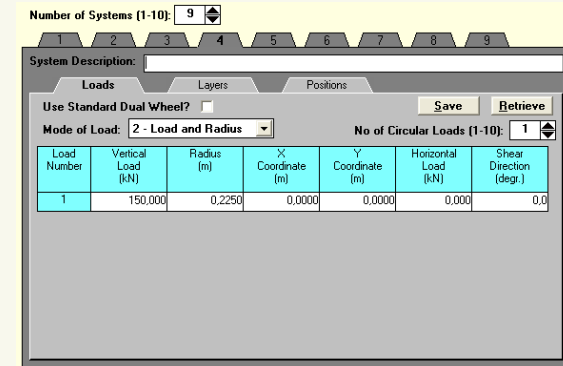 Number of Systems (1-10): 9
1 2 3 4 5 6 7 8 9
System Description:
Loads Layers Positions
Use Standard Dual Wheel? Save Retrieve
Mode of Load: 2 - Load and Radius No of Circular Loads (1-10): 1
Load Number Vertical Load (kN) Radius (m) X Coordinate (m) Y Coordinate (m) Horizontal Load (kN) Shear Direction (degr.)
1 150,000 0,2250 0,0000 0,0000 0,000 0,0